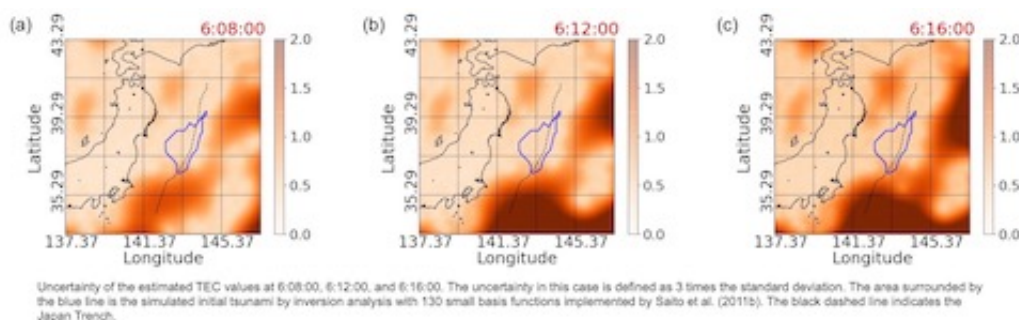 (a)
6:08:00
43.29
39.29
35.29
Latitude
137.37 141.37 145.37
Longitude
2.0
1.5
1.0
0.5
0.0
(b)
6:12:00
43.29
39.29
35.29
Latitude
137.37 141.37 145.37
Longitude
2.0
1.5
1.0
0.5
0.0
(c)
6:16:00
43.29
39.29
35.29
Latitude
137.37 141.37 145.37
Longitude
2.0
1.5
1.0
0.5
0.0
Uncertainty of the estimated TEC values at 6:08:00, 6:12:00, and 6:16:00. The uncertainty in this case is defined as 3 times the standard deviation. The area surrounded by
the blue line is the simulated initial tsunami by inversion analysis with 130 small basis functions implemented by Saito et al. (2011b). The black dashed line indicates the
Japan Trench.